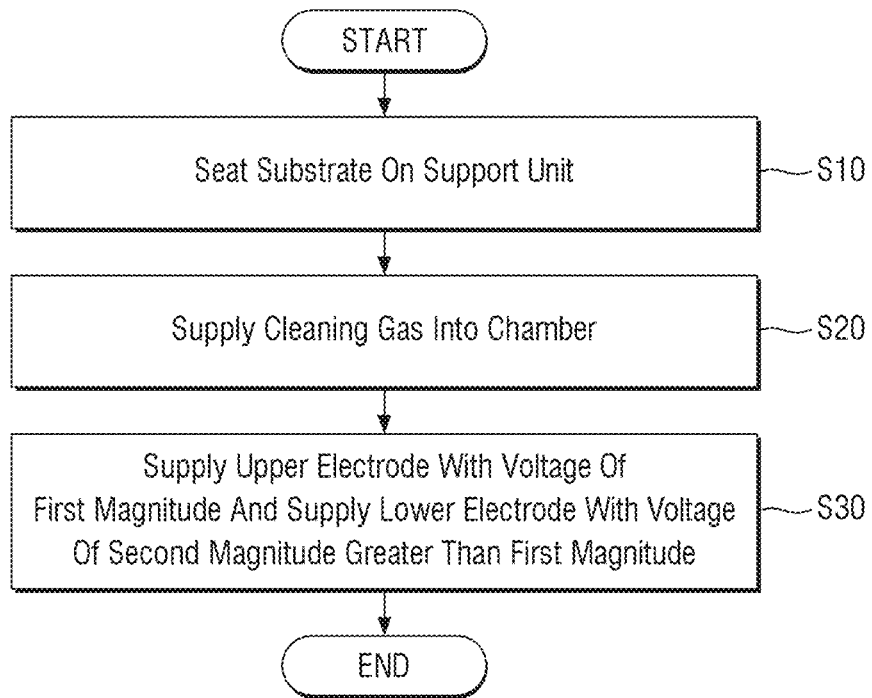 START
Seat Substrate On Support Unit
S10
Supply Cleaning Gas Into Chamber
S20
Supply Upper Electrode With Voltage Of
First Magnitude And Supply Lower Electrode With Voltage
Of Second Magnitude Greater Than First Magnitude
S30
END